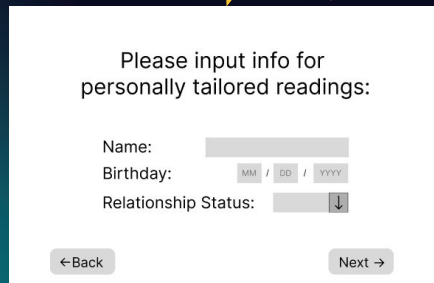 Please input info for
personally tailored readings:
Name:
Birthday: MM / DD / YYYY
Relationship Status: ↓
←Back
Next →